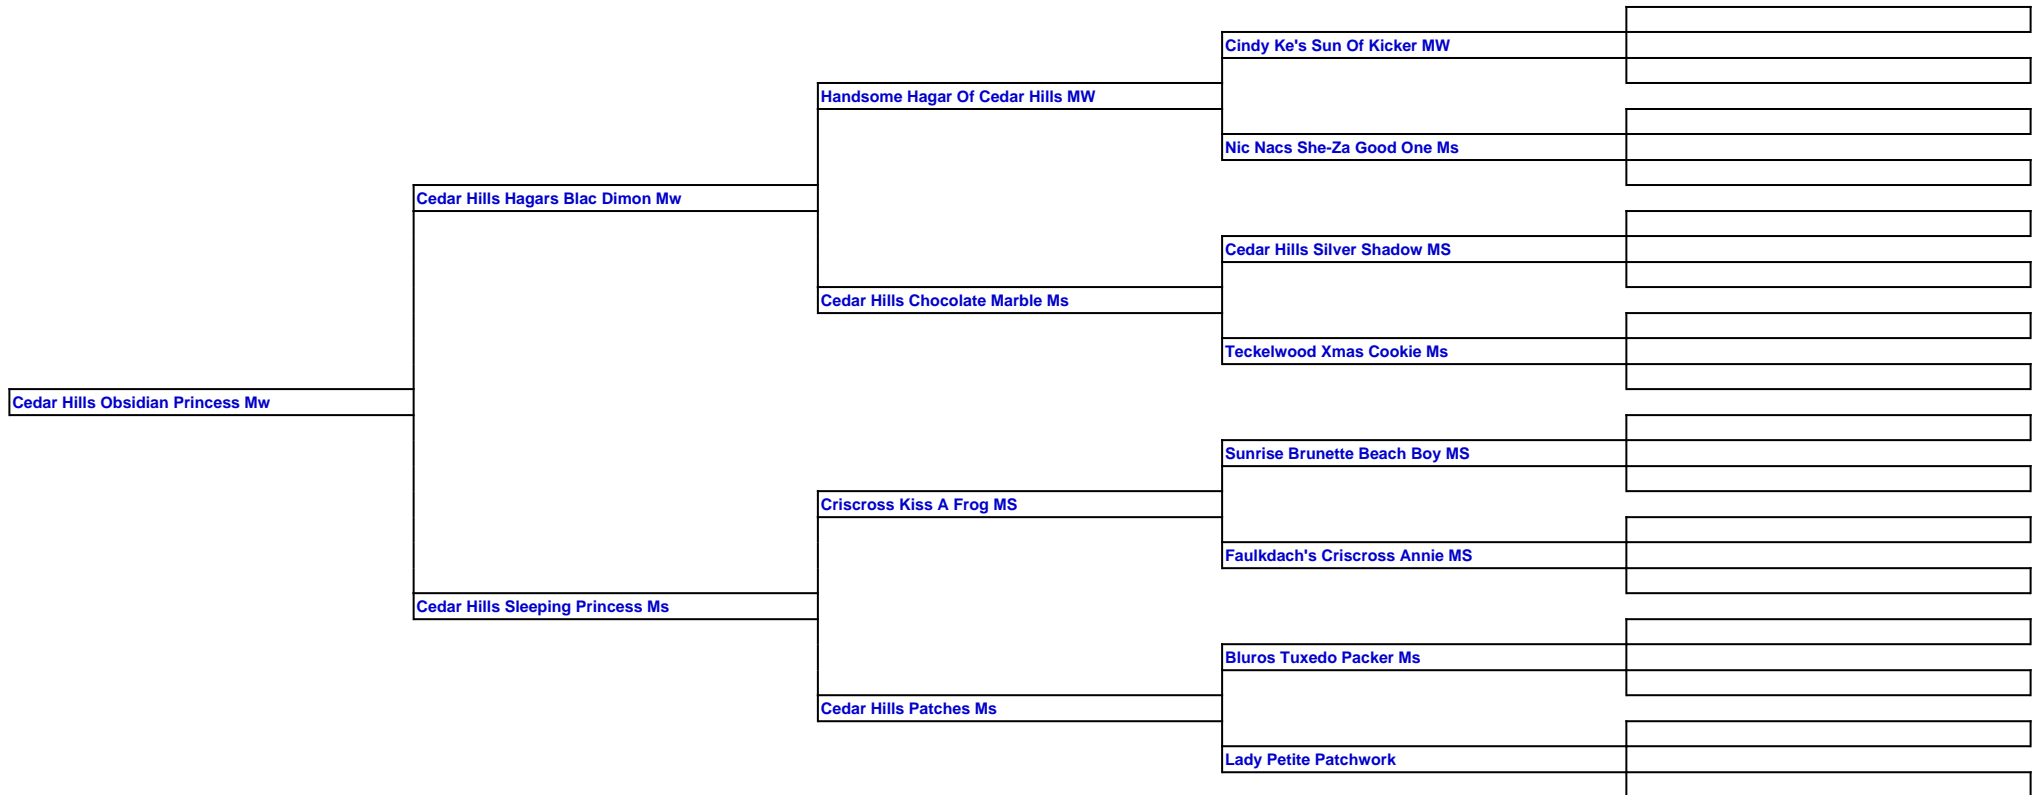 Cindy Ke's Sun Of Kicker MW
Handsome Hagar Of Cedar Hills MW
Nic Nacs She-Za Good One Ms
Cedar Hills Hagars Blac Dimon Mw
Cedar Hills Silver Shadow MS
Cedar Hills Chocolate Marble Ms
Teckelwood Xmas Cookie Ms
Cedar Hills Obsidian Princess Mw
Sunrise Brunette Beach Boy MS
Criscross Kiss A Frog MS
Faulkdach's Criscross Annie MS
Cedar Hills Sleeping Princess Ms
Bluros Tuxedo Packer Ms
Cedar Hills Patches Ms
Lady Petite Patchwork